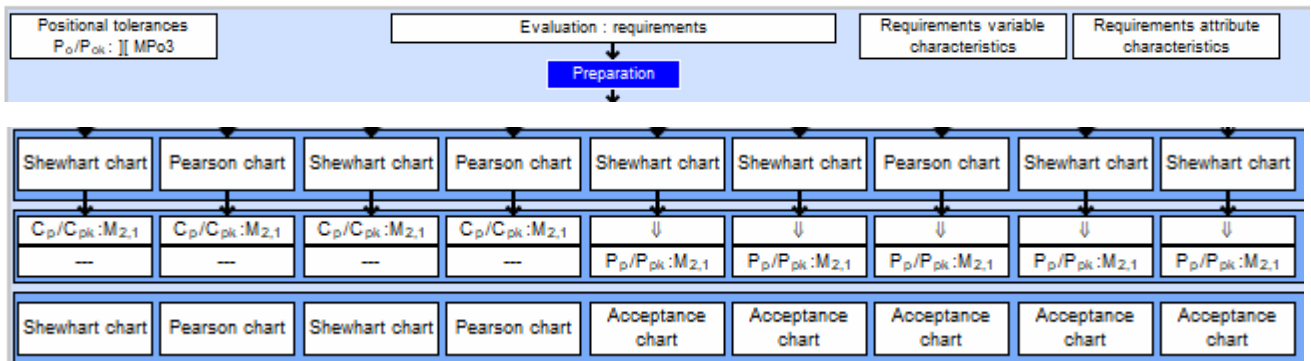 Positional tolerances
Po/Pok: ][ MPo3
Evaluation : requirements
Requirements variable
characteristics
Requirements attribute
characteristics
Preparation
Shewhart chart Pearson chart Shewhart chart Pearson chart Shewhart chart Shewhart chart Pearson chart Shewhart chart Shewhart chart
Cp/Cpk:M2,1 Cp/Cpk:M2,1 Cp/Cpk:M2,1 Cp/Cpk:M2,1 ⇓ ⇓ ⇓ ⇓ ⇓
--- --- --- --- Pp/Ppk:M2,1 Pp/Ppk:M2,1 Pp/Ppk:M2,1 Pp/Ppk:M2,1 Pp/Ppk:M2,1
Shewhart chart Pearson chart Shewhart chart Pearson chart Acceptance chart Acceptance chart Acceptance chart Acceptance chart Acceptance chart